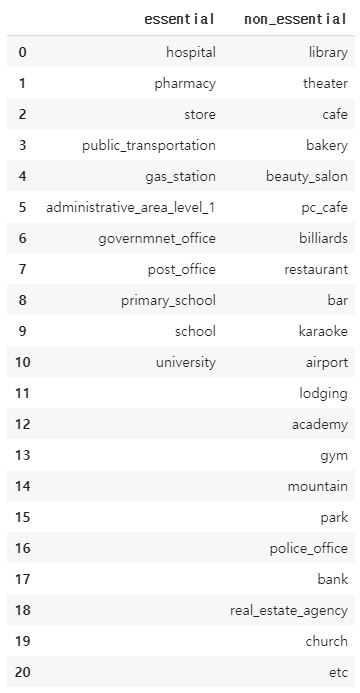 essential non_essential
0 hospital library
1 pharmacy theater
2 store cafe
3 public_transportation bakery
4 gas_station beauty_salon
5 administrative_area_level_1 pc_cafe
6 governmnet_office billiards
7 post_office restaurant
8 primary_school bar
9 school karaoke
10 university airport
11 lodging
12 academy
13 gym
14 mountain
15 park
16 police_office
17 bank
18 real_estate_agency
19 church
20 etc